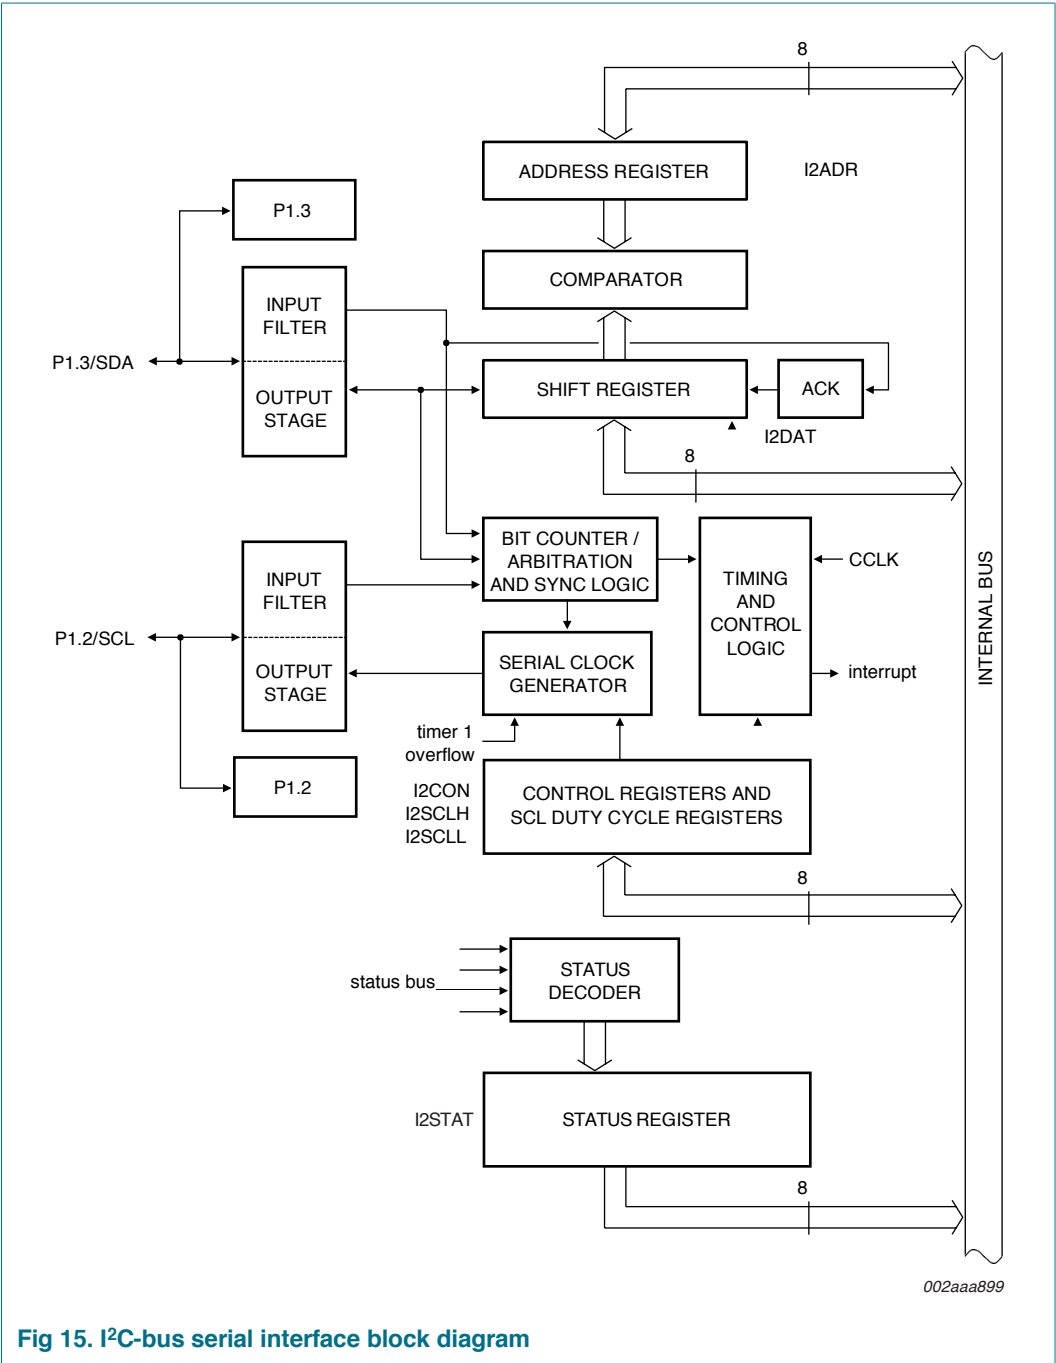 8
ADDRESS REGISTER
I2ADR
P1.3
COMPARATOR
INPUT
FILTER
P1.3/SDA
OUTPUT
STAGE
SHIFT REGISTER
ACK
I2DAT
8
BIT COUNTER /
ARBITRATION
AND SYNC LOGIC
INPUT
FILTER
TIMING
AND
CONTROL
LOGIC
CCLK
INTERNAL BUS
P1.2/SCL
OUTPUT
STAGE
SERIAL CLOCK
GENERATOR
interrupt
timer 1
overflow
P1.2
I2CON
I2SCLH
I2SCLL
CONTROL REGISTERS AND
SCL DUTY CYCLE REGISTERS
8
status bus
STATUS
DECODER
I2STAT
STATUS REGISTER
8
002aaa899
Fig 15. I²C-bus serial interface block diagram